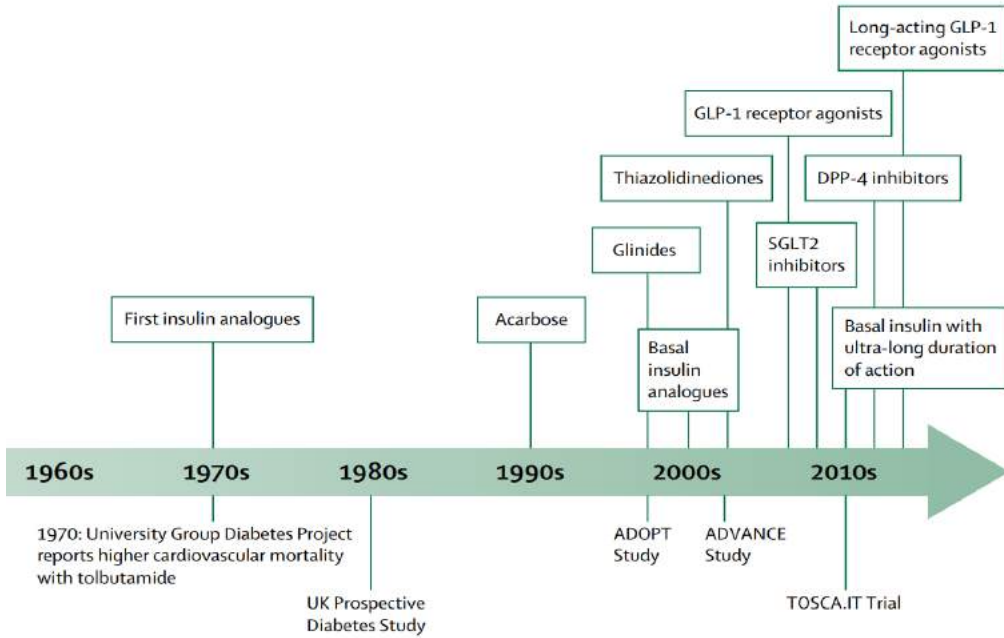 Long-acting GLP-1
receptor agonists
GLP-1 receptor agonists
Thiazolidinediones
DPP-4 inhibitors
Glinides
SGLT2
inhibitors
First insulin analogues
Acarbose
Basal
insulin
analogues
Basal insulin with
ultra-long duration
of action
1960s
1970s
1980s
1990s
2000s
2010s
1970: University Group Diabetes Project
reports higher cardiovascular mortality
with tolbutamide
UK Prospective
Diabetes Study
ADOPT
Study
ADVANCE
Study
TOSCA.IT Trial